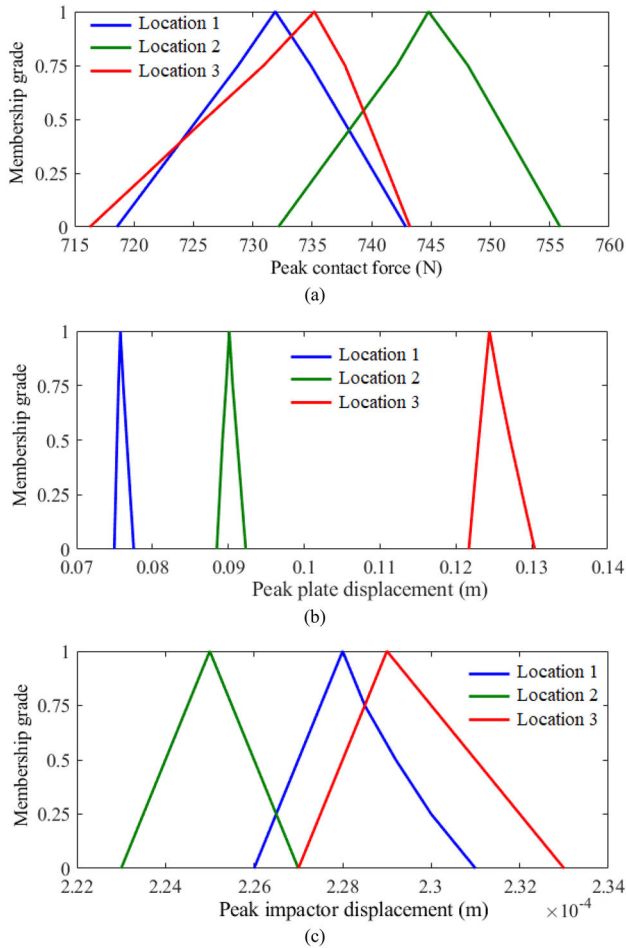 1
0.75
0.5
0.25
0
Membership grade
Location 1
Location 2
Location 3
715 720 725 730 735 740 745 750 755 760
Peak contact force (N)
(a)
1
0.75
0.5
0.25
0
Membership grade
Location 1
Location 2
Location 3
0.07 0.08 0.09 0.1 0.11 0.12 0.13 0.14
Peak plate displacement (m)
(b)
1
0.75
0.5
0.25
0
Membership grade
Location 1
Location 2
Location 3
2.22 2.24 2.26 2.28 2.3 2.32 2.34
Peak impactor displacement (m) ×10⁻⁴
(c)